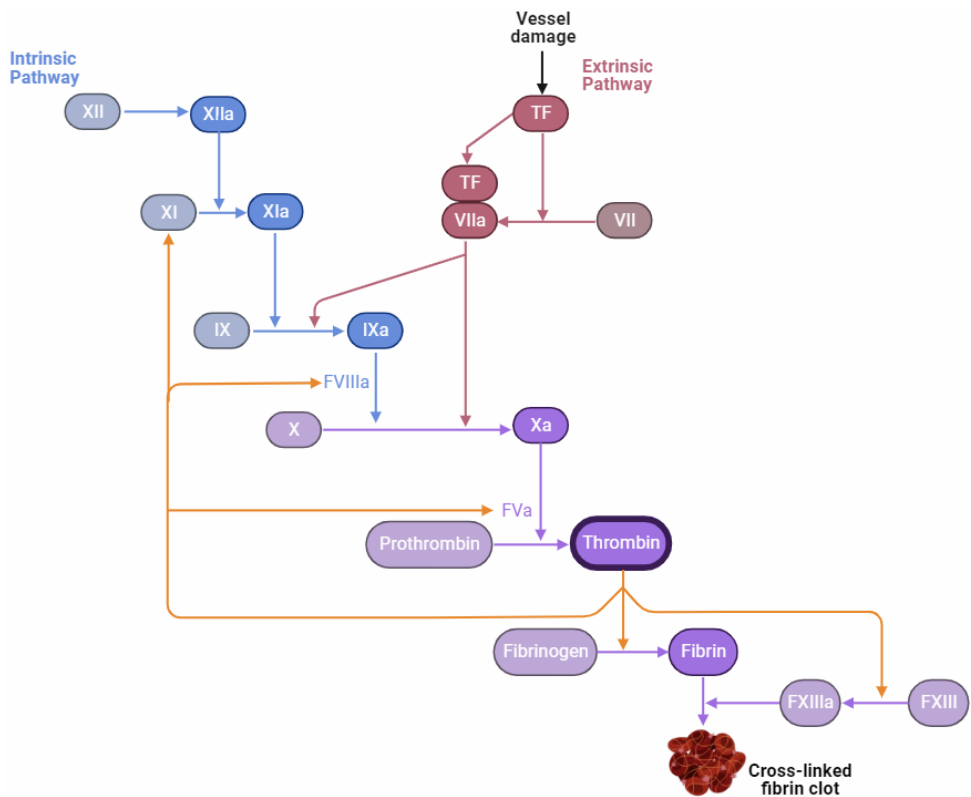 Vessel
damage
Intrinsic
Pathway
Extrinsic
Pathway
XII
XIIa
TF
TF
XI
XIa
VIIa
VII
IX
IXa
FVIIIa
X
Xa
FVa
Prothrombin
Thrombin
Fibrinogen
Fibrin
FXIIIa
FXIII
Cross-linked
fibrin clot